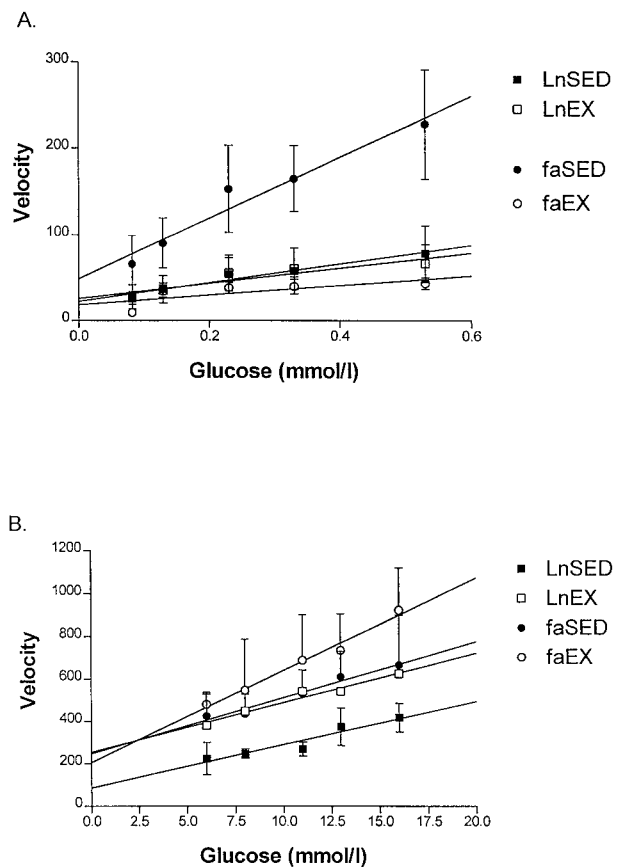 A.
300
200
100
0
Velocity
0.0 0.2 0.4 0.6
Glucose (mmol/l)
LnSED
LnEX
faSED
faEX
B.
1200
1000
800
600
400
200
0
Velocity
0.0 2.5 5.0 7.5 10.0 12.5 15.0 17.5 20.0
Glucose (mmol/l)
LnSED
LnEX
faSED
faEX